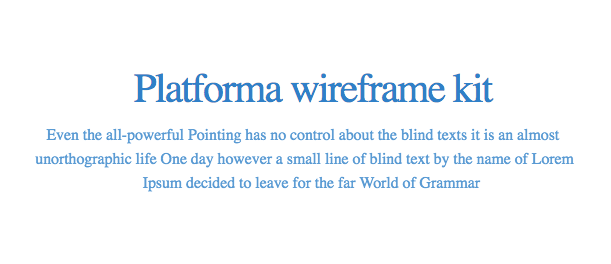 Platforma wireframe kit
Even the all-powerful Pointing has no control about the blind texts it is an almost
unorthographic life One day however a small line of blind text by the name of Lorem
Ipsum decided to leave for the far World of Grammar